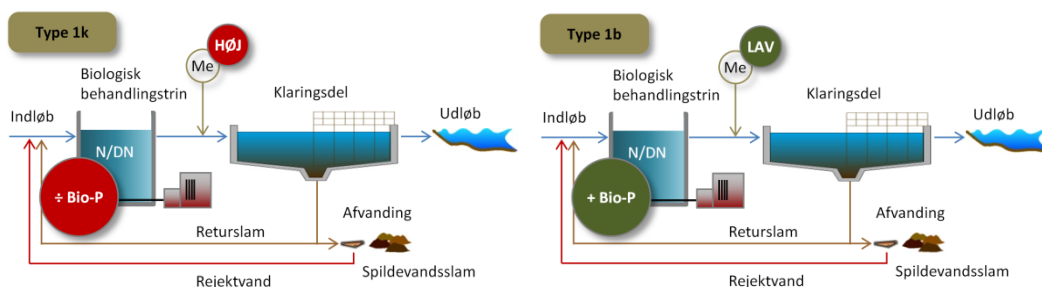 Type 1k
HØJ
Me
Biologisk
behandlingstrin
Klaringsdel
Indløb
Udløb
N/DN
÷ Bio-P
Afvanding
Returslam
Rejektvand
Spildevandsslam
Type 1b
LAV
Me
Biologisk
behandlingstrin
Klaringsdel
Indløb
Udløb
N/DN
+ Bio-P
Afvanding
Returslam
Rejektvand
Spildevandsslam